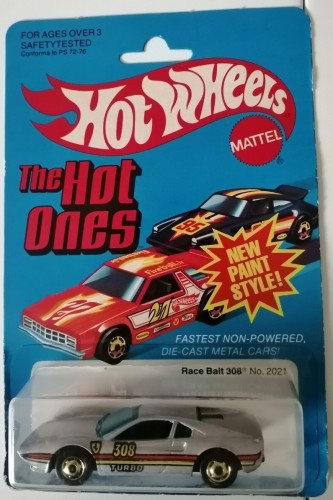 FOR AGES OVER 3
SAFETY TESTED
Conforms to PS 72-76
HOT WHEELS
MATTEL
The Hot
Ones
NEW
PAINT
STYLE!
FASTEST NON-POWERED,
DIE-CAST METAL CARS!
Race Bait 308® No. 2021
308
TURBO